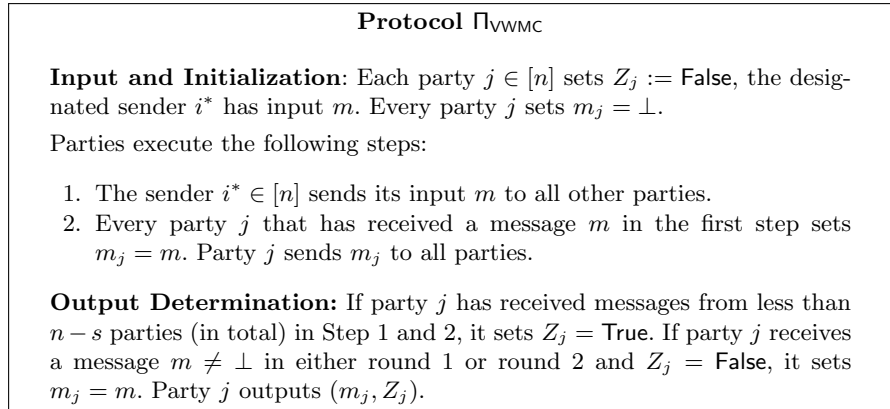 Protocol Π_VWMC
Input and Initialization: Each party j ∈ [n] sets Z_j := False, the desig-
nated sender i* has input m. Every party j sets m_j = ⊥.
Parties execute the following steps:
1. The sender i* ∈ [n] sends its input m to all other parties.
2. Every party j that has received a message m in the first step sets
m_j = m. Party j sends m_j to all parties.
Output Determination: If party j has received messages from less than
n − s parties (in total) in Step 1 and 2, it sets Z_j = True. If party j receives
a message m ≠ ⊥ in either round 1 or round 2 and Z_j = False, it sets
m_j = m. Party j outputs (m_j, Z_j).